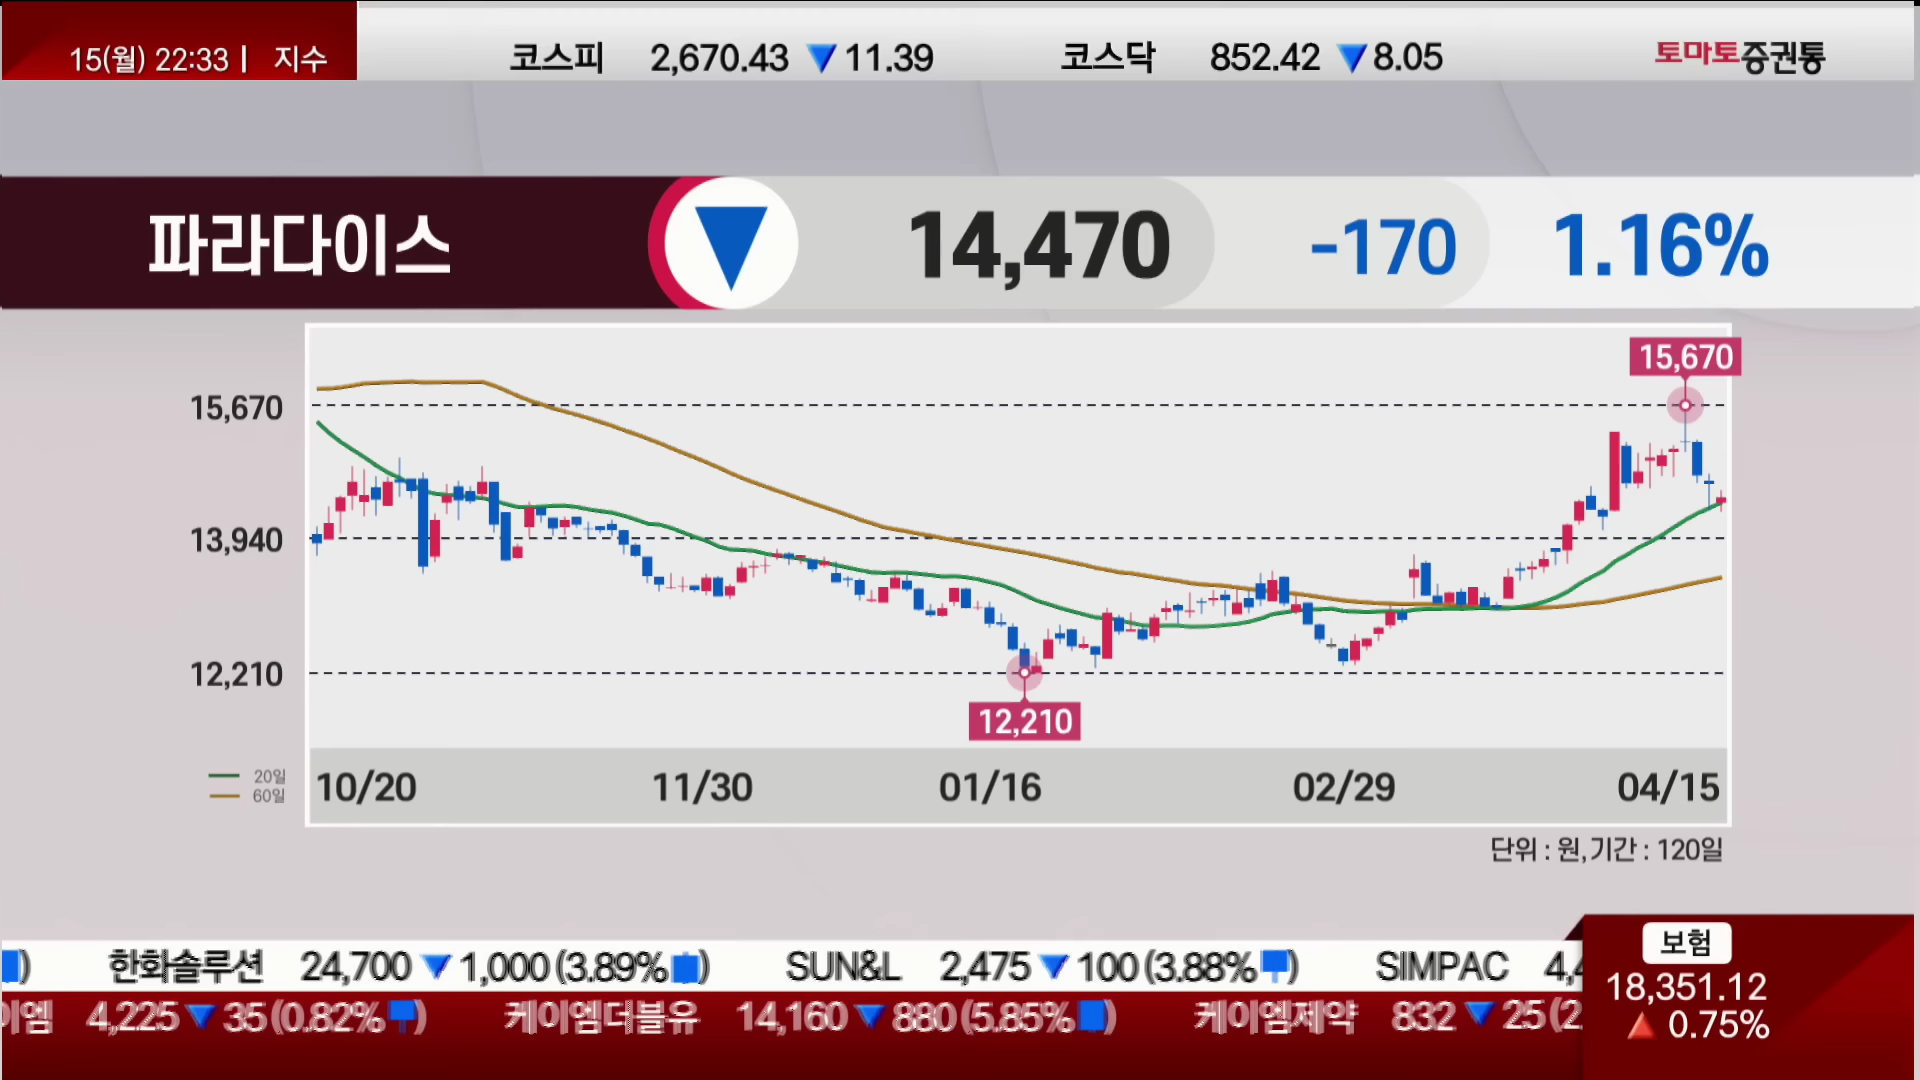 15(월) 22:33 | 지수 코스피 2,670.43 ▼ 11.39 코스닥 852.42 ▼ 8.05 토마토증권통
파라다이스 ▼ 14,470 -170 1.16%
15,670
15,670
13,940
12,210
12,210
20일
60일
10/20 11/30 01/16 02/29 04/15
단위 : 원, 기간 : 120일
) 한화솔루션 24,700 ▼ 1,000 (3.89% ) SUN&L 2,475 ▼ 100 (3.88% ) SIMPAC 4,4
이엠 4,225 ▼ 35 (0.82% ) 케이엠더블유 14,160 ▼ 880 (5.85% ) 케이엠제약 832 ▼ 25 (2
보험
18,351.12
▲ 0.75%